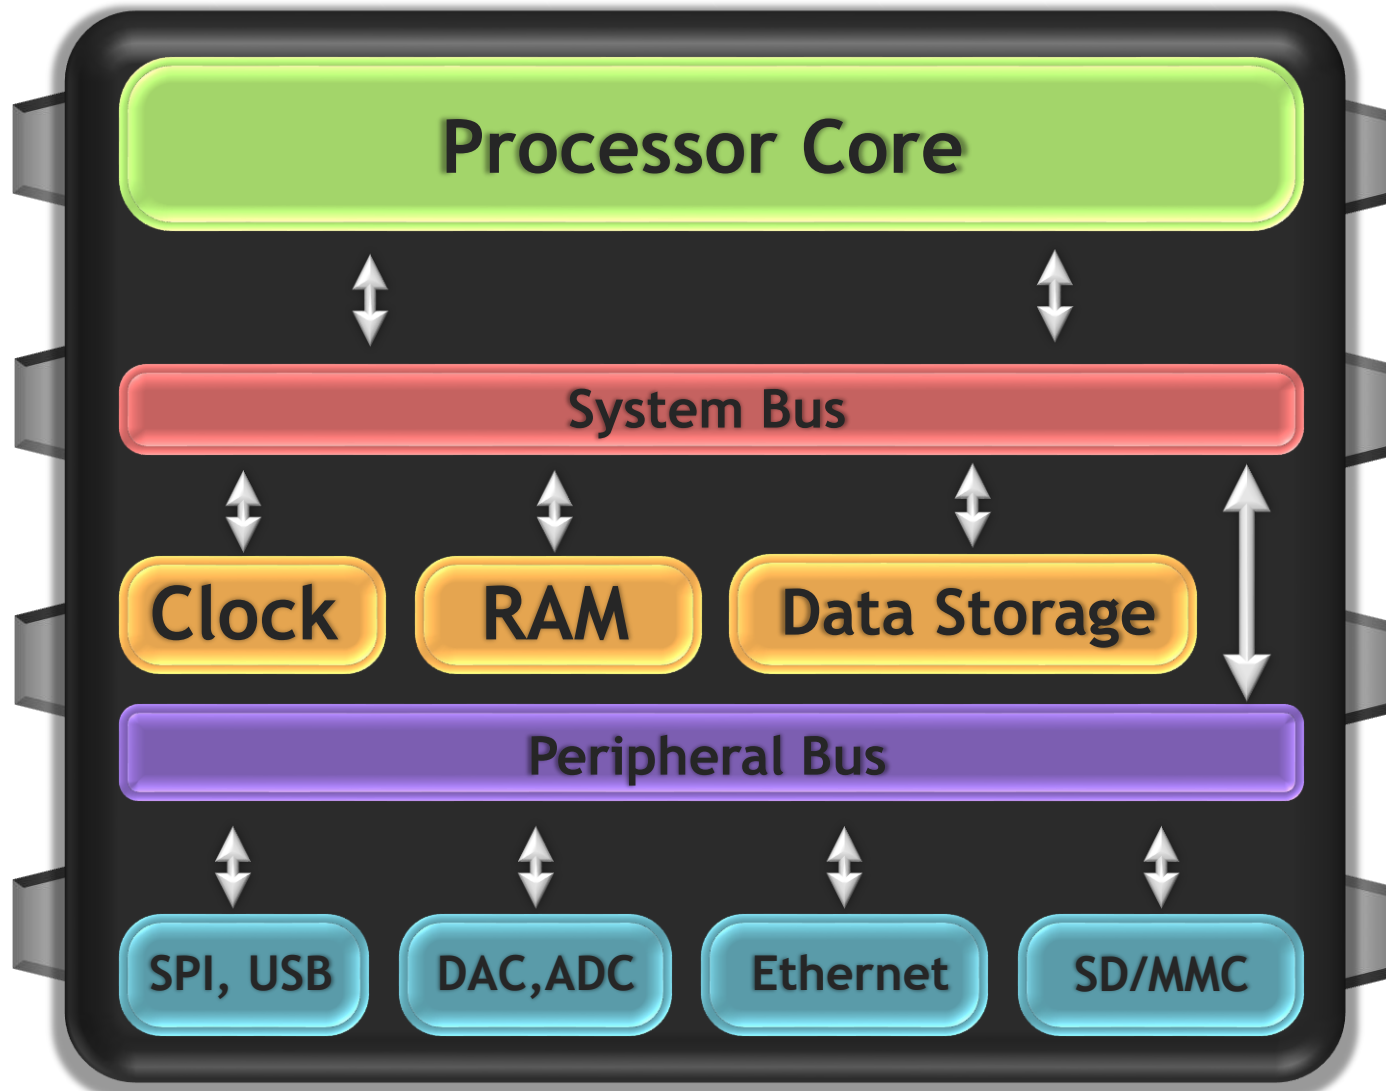 Processor Core
System Bus
Clock
RAM
Data Storage
Peripheral Bus
SPI, USB
DAC,ADC
Ethernet
SD/MMC